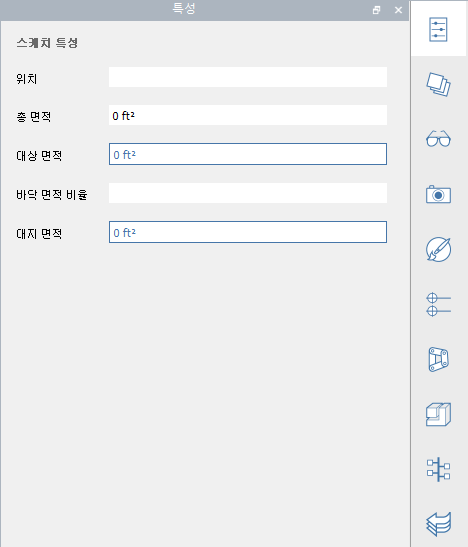 특성
스케치 특성
위치
총 면적 0 ft²
대상 면적 0 ft²
바닥 면적 비율
대지 면적 0 ft²